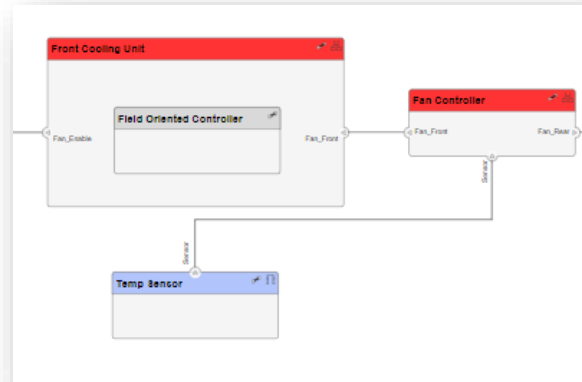 Front Cooling Unit
Fan Controller
Field Oriented Controller
Fan_Enable
Fan_Front
Fan_Front
Fan_Rear
Sensor
Sensor
Temp Sensor